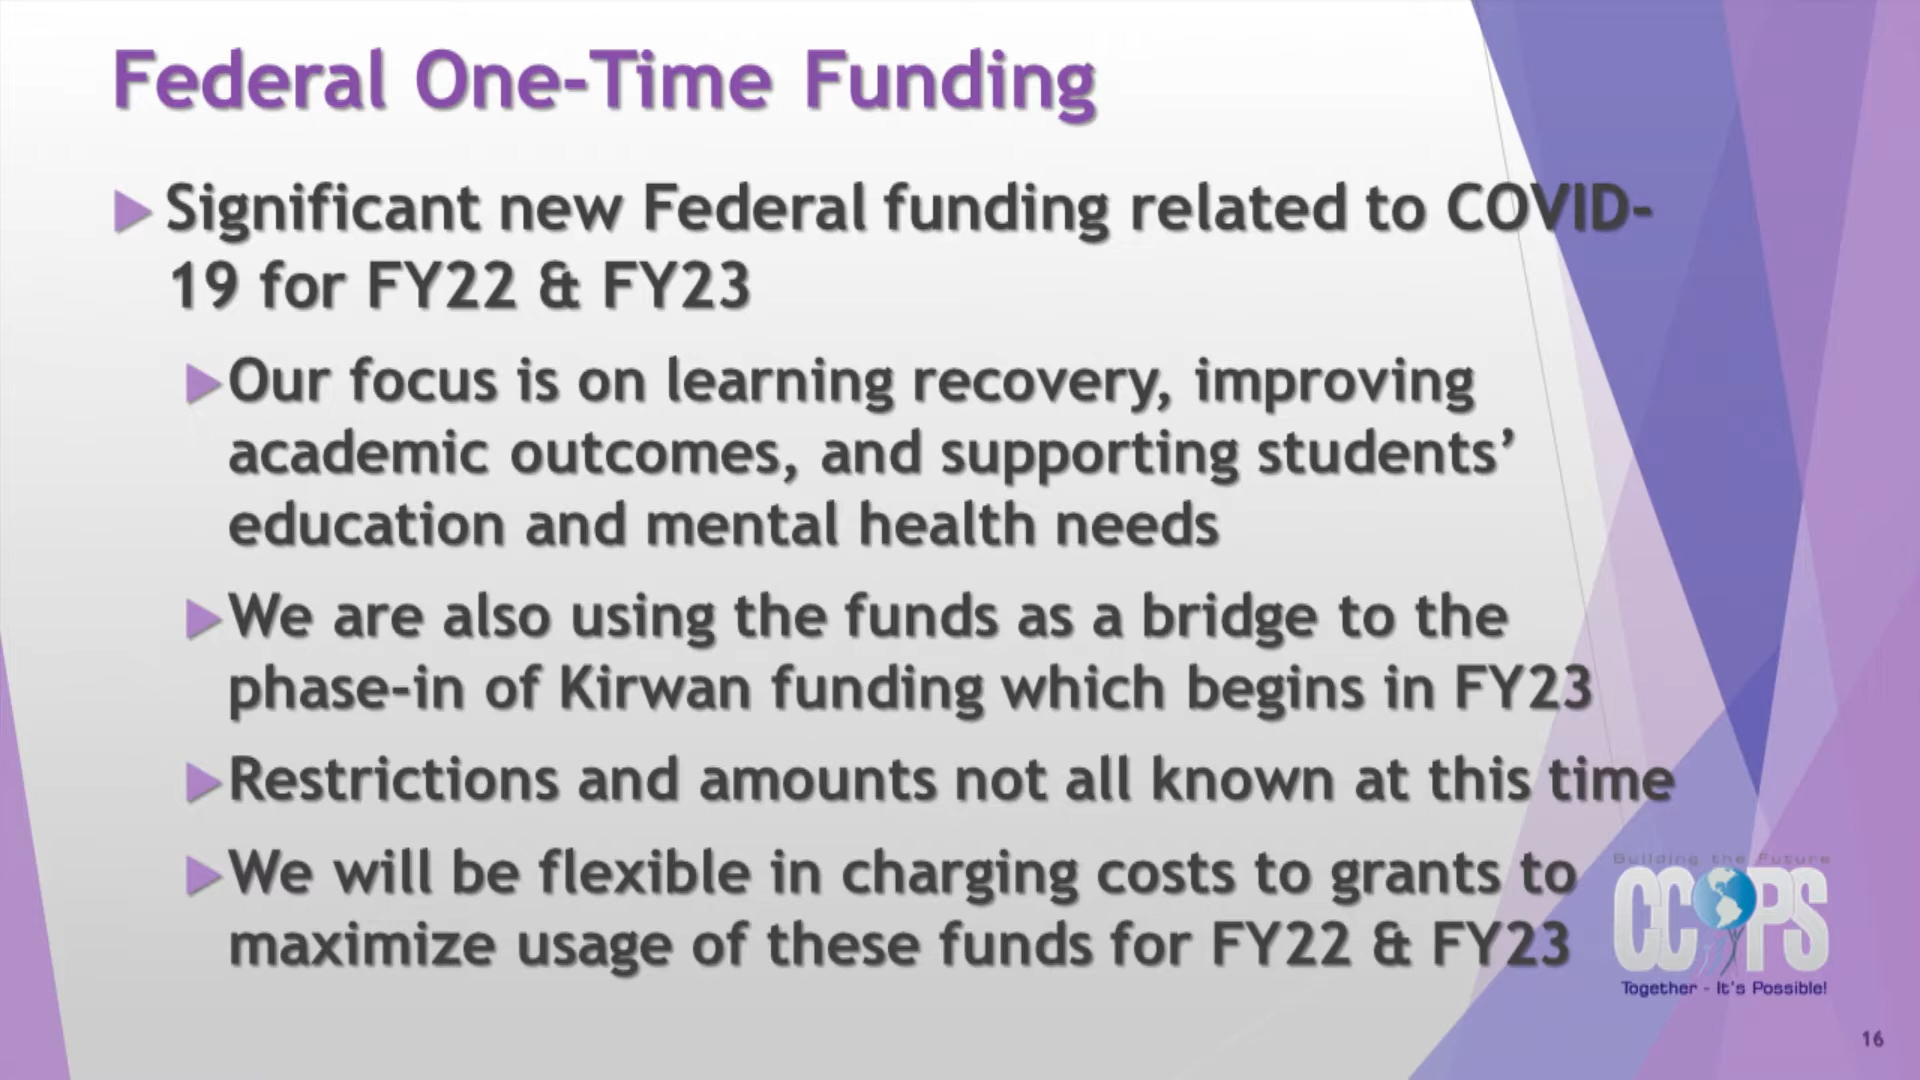 Federal One-Time Funding
Significant new Federal funding related to COVID-
19 for FY22 & FY23
Our focus is on learning recovery, improving
academic outcomes, and supporting students’
education and mental health needs
We are also using the funds as a bridge to the
phase-in of Kirwan funding which begins in FY23
Restrictions and amounts not all known at this time
We will be flexible in charging costs to grants to
maximize usage of these funds for FY22 & FY23
Building the Future
CCPS
Together - It's Possible!
16